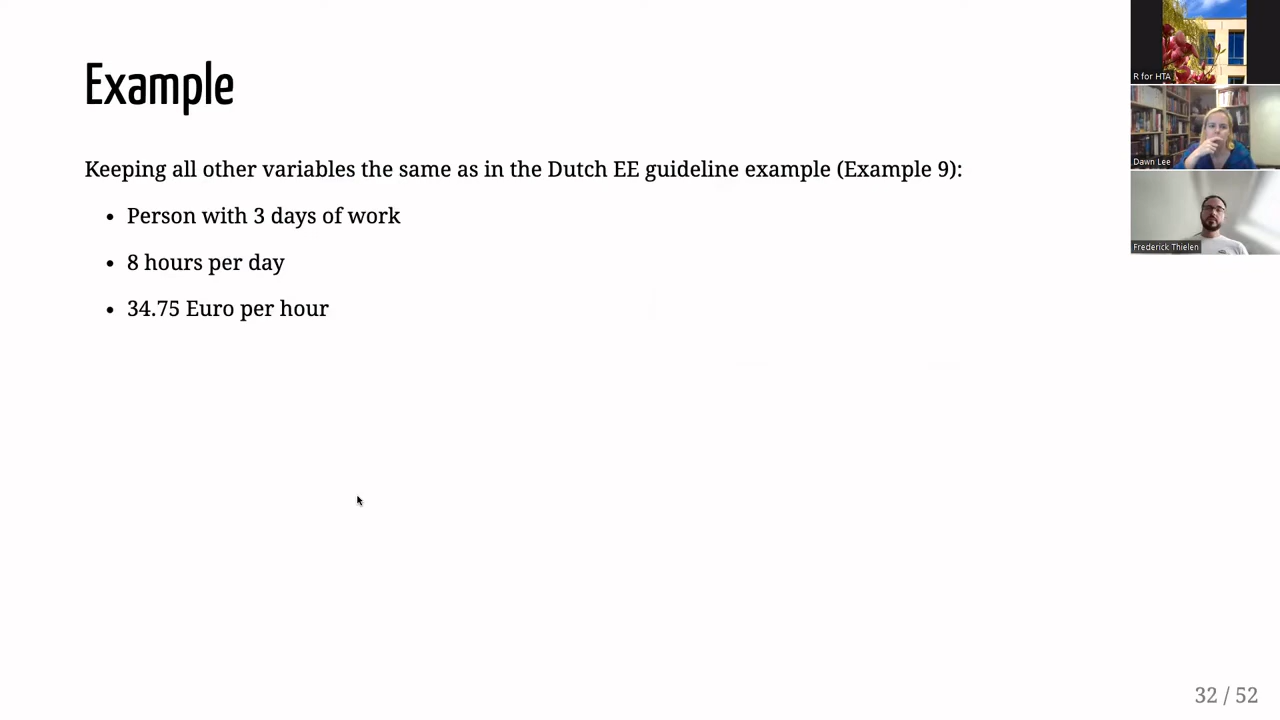 Example
Keeping all other variables the same as in the Dutch EE guideline example (Example 9):
• Person with 3 days of work
• 8 hours per day
• 34.75 Euro per hour
R for HTA
Dawn Lee
Frederick Thielen
32 / 52